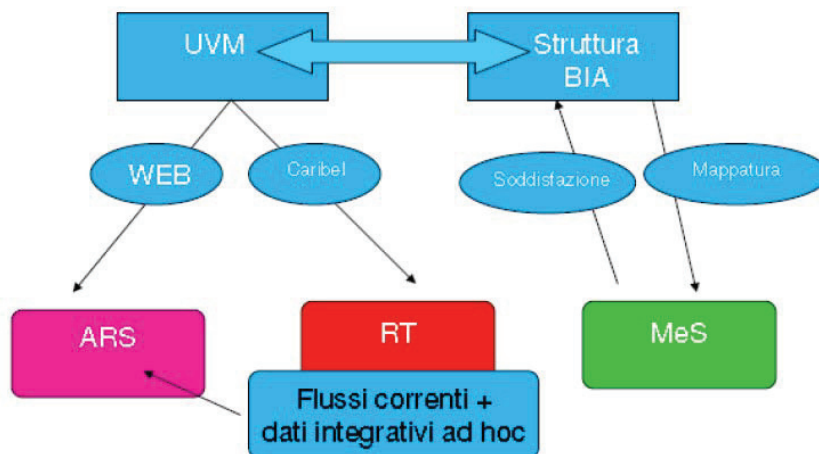 UVM
Struttura
BIA
WEB
Caribel
Soddisfazione
Mappatura
ARS
RT
MeS
Flussi correnti +
dati integrativi ad hoc